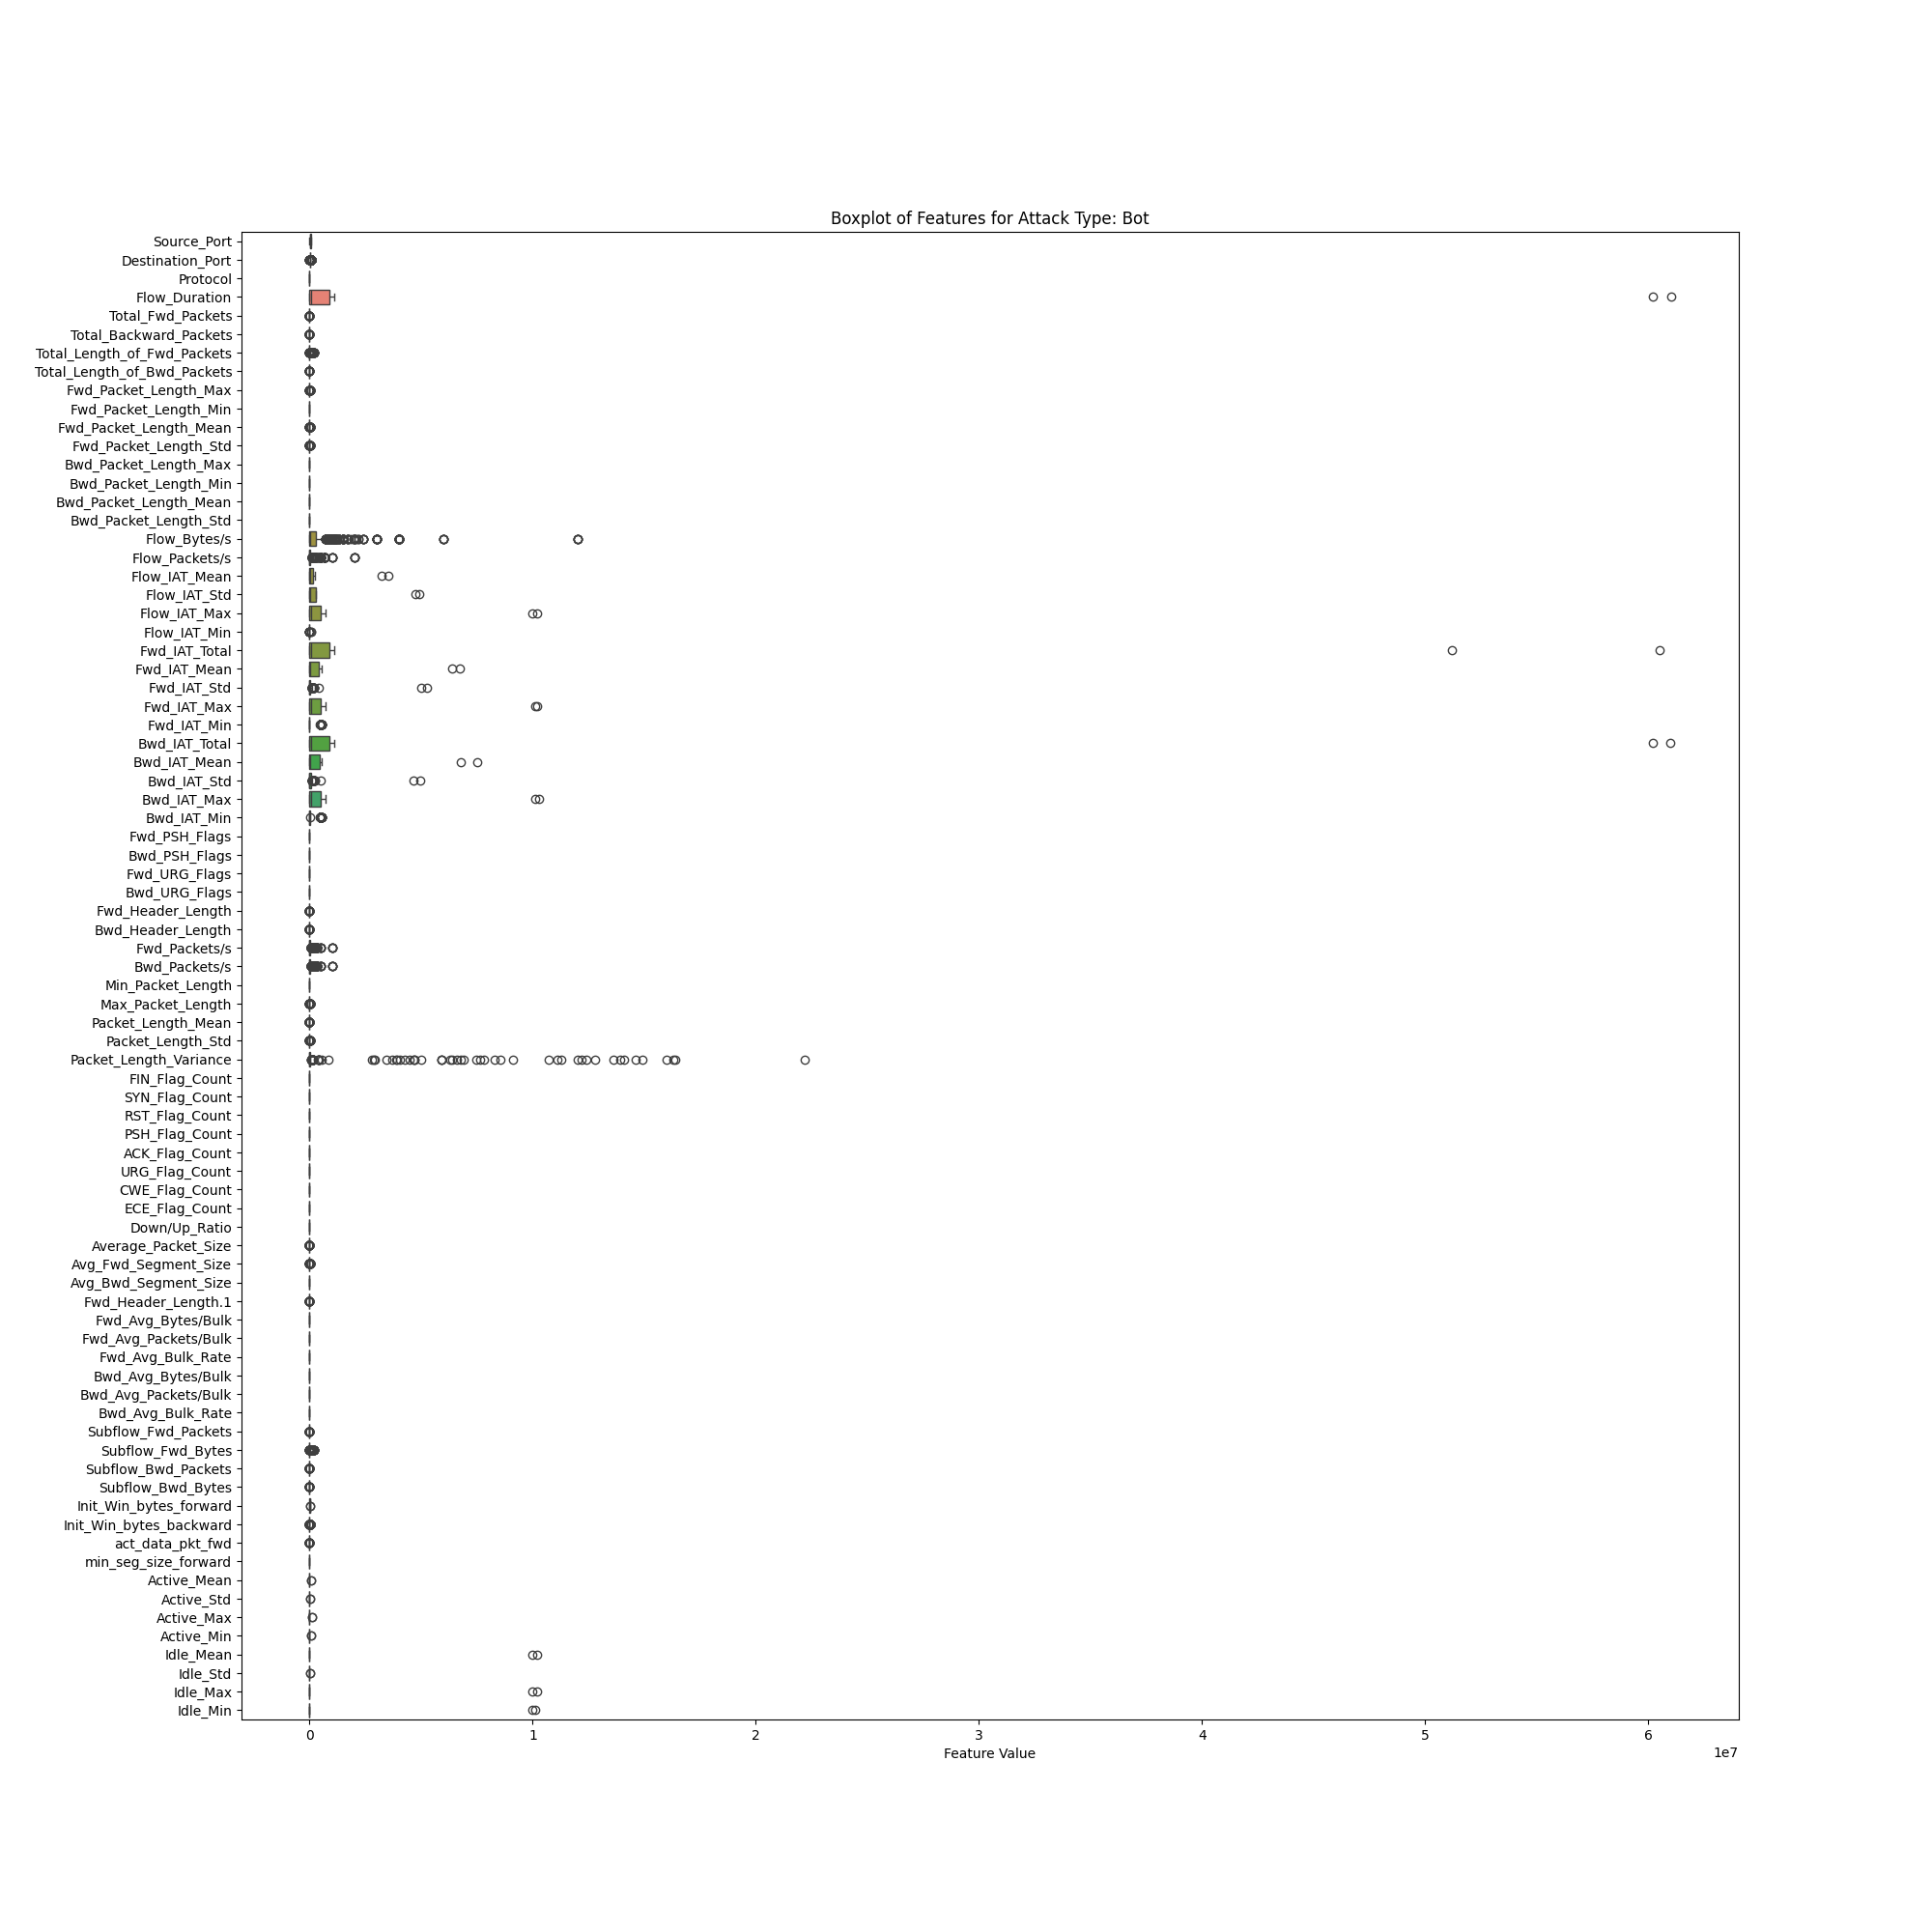 Boxplot of Features for Attack Type: Bot
Source_Port
Destination_Port
Protocol
Flow_Duration
Total_Fwd_Packets
Total_Backward_Packets
Total_Length_of_Fwd_Packets
Total_Length_of_Bwd_Packets
Fwd_Packet_Length_Max
Fwd_Packet_Length_Min
Fwd_Packet_Length_Mean
Fwd_Packet_Length_Std
Bwd_Packet_Length_Max
Bwd_Packet_Length_Min
Bwd_Packet_Length_Mean
Bwd_Packet_Length_Std
Flow_Bytes/s
Flow_Packets/s
Flow_IAT_Mean
Flow_IAT_Std
Flow_IAT_Max
Flow_IAT_Min
Fwd_IAT_Total
Fwd_IAT_Mean
Fwd_IAT_Std
Fwd_IAT_Max
Fwd_IAT_Min
Bwd_IAT_Total
Bwd_IAT_Mean
Bwd_IAT_Std
Bwd_IAT_Max
Bwd_IAT_Min
Fwd_PSH_Flags
Bwd_PSH_Flags
Fwd_URG_Flags
Bwd_URG_Flags
Fwd_Header_Length
Bwd_Header_Length
Fwd_Packets/s
Bwd_Packets/s
Min_Packet_Length
Max_Packet_Length
Packet_Length_Mean
Packet_Length_Std
Packet_Length_Variance
FIN_Flag_Count
SYN_Flag_Count
RST_Flag_Count
PSH_Flag_Count
ACK_Flag_Count
URG_Flag_Count
CWE_Flag_Count
ECE_Flag_Count
Down/Up_Ratio
Average_Packet_Size
Avg_Fwd_Segment_Size
Avg_Bwd_Segment_Size
Fwd_Header_Length.1
Fwd_Avg_Bytes/Bulk
Fwd_Avg_Packets/Bulk
Fwd_Avg_Bulk_Rate
Bwd_Avg_Bytes/Bulk
Bwd_Avg_Packets/Bulk
Bwd_Avg_Bulk_Rate
Subflow_Fwd_Packets
Subflow_Fwd_Bytes
Subflow_Bwd_Packets
Subflow_Bwd_Bytes
Init_Win_bytes_forward
Init_Win_bytes_backward
act_data_pkt_fwd
min_seg_size_forward
Active_Mean
Active_Std
Active_Max
Active_Min
Idle_Mean
Idle_Std
Idle_Max
Idle_Min
0 1 2 3 4 5 6
Feature Value
1e7